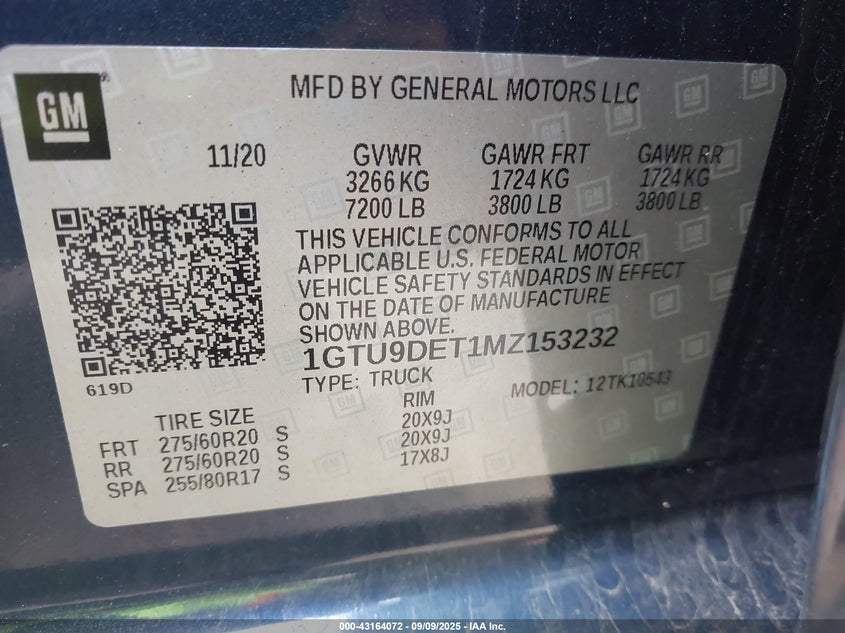 GM
MFD BY GENERAL MOTORS LLC
11/20 GVWR GAWR FRT GAWR RR
3266 KG 1724 KG 1724 KG
7200 LB 3800 LB 3800 LB
THIS VEHICLE CONFORMS TO ALL
APPLICABLE U.S. FEDERAL MOTOR
VEHICLE SAFETY STANDARDS IN EFFECT
ON THE DATE OF MANUFACTURE
SHOWN ABOVE.
1GTU9DET1MZ153232
619D
TYPE: TRUCK MODEL: 12TK10543
TIRE SIZE RIM
FRT 275/60R20 S 20X9J
RR 275/60R20 S 20X9J
SPA 255/80R17 S 17X8J
000-43164072 - 09/09/2025 - IAA Inc.